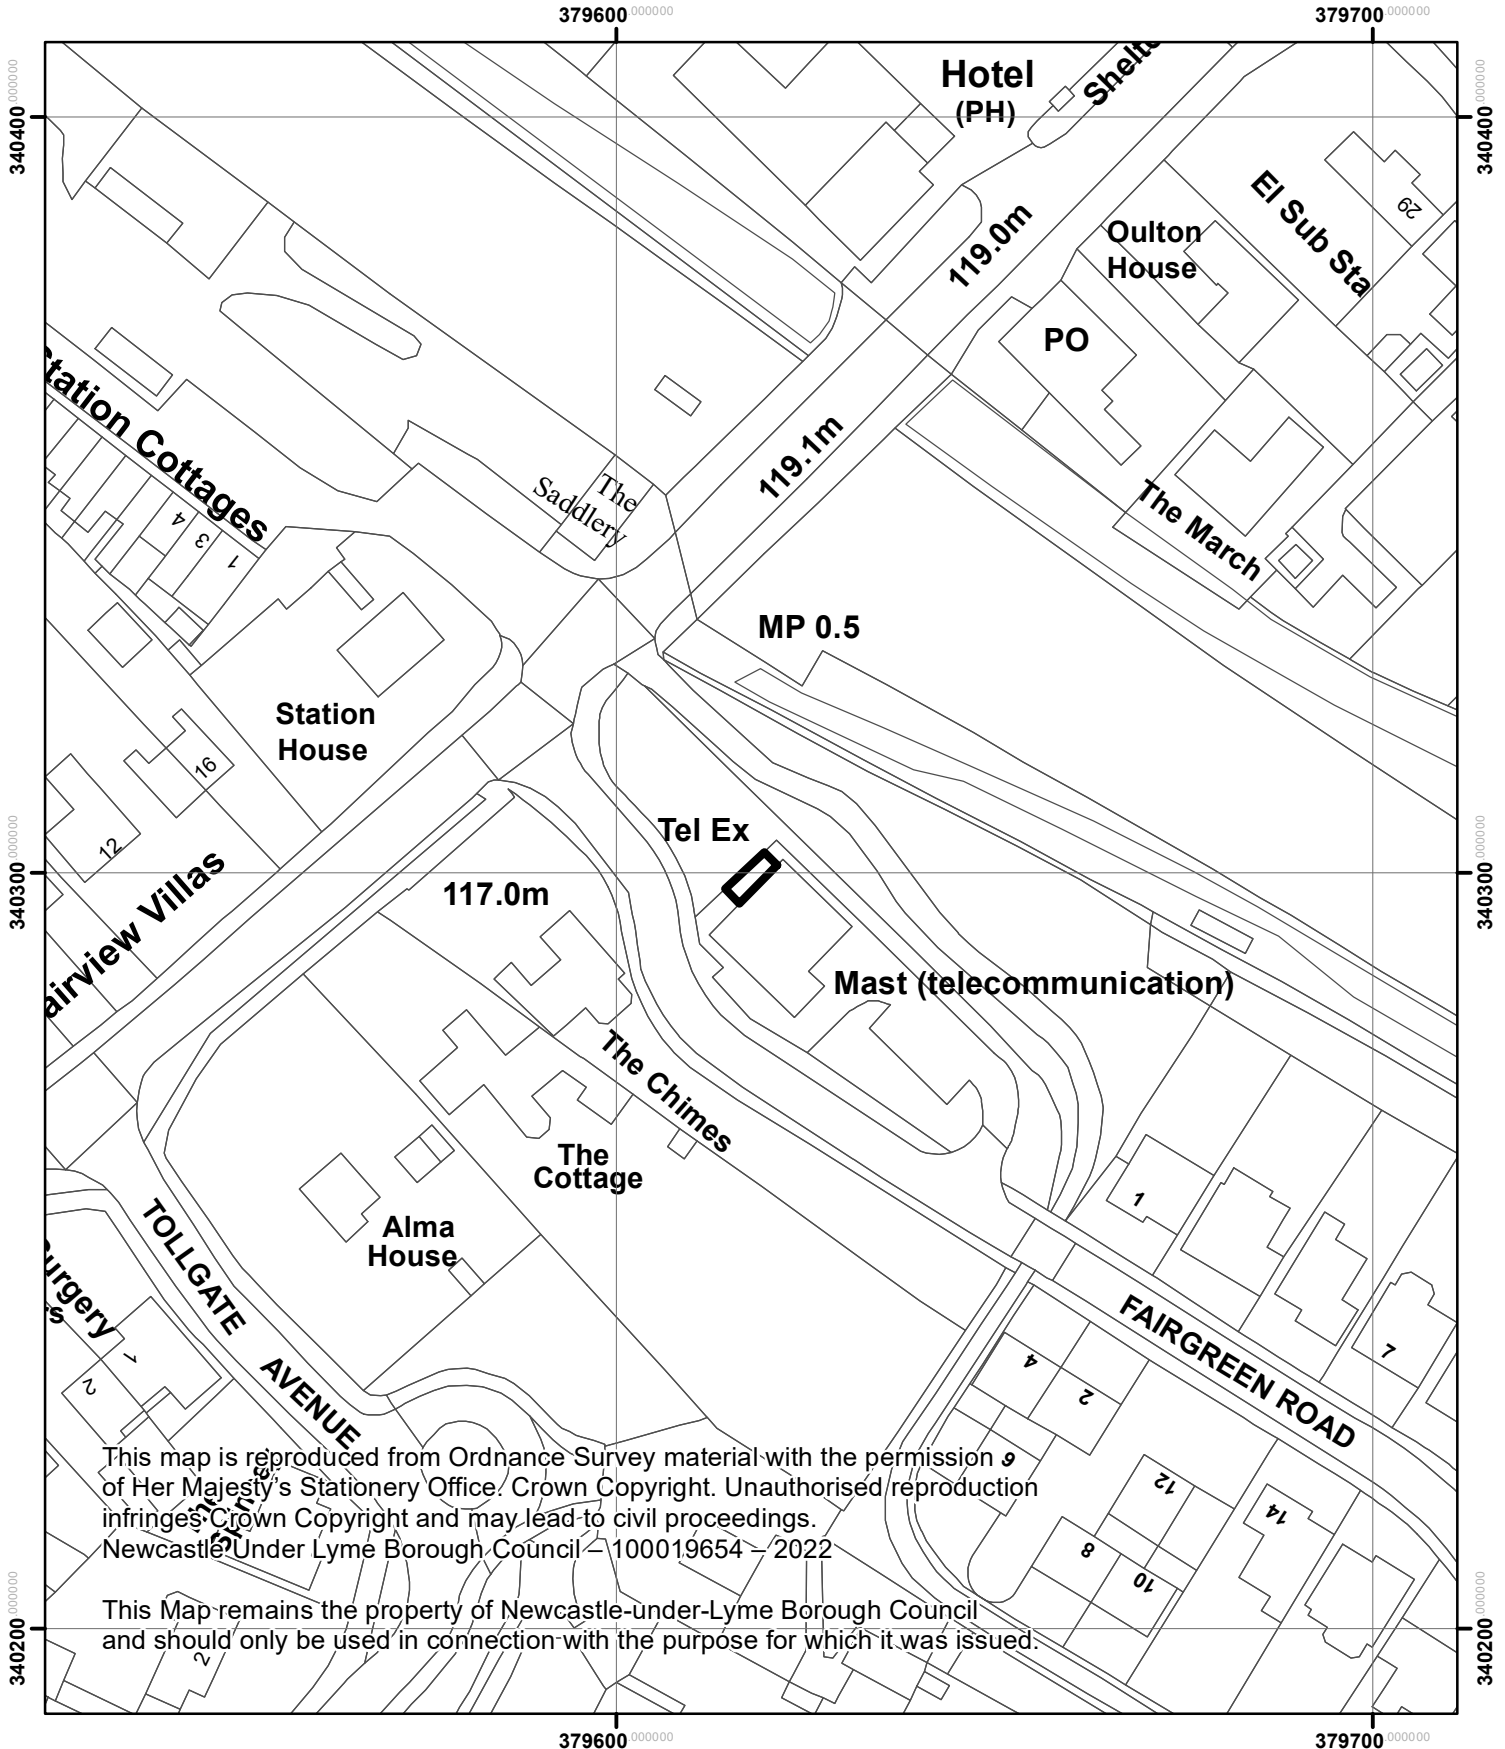 379600.000000
379700.000000
340400.000000
340400.000000
Hotel
(PH)
Shelte
29
El Sub Sta
119.0m
Oulton
House
PO
Station Cottages
119.1m
The
Saddlery
The March
4
3
1
MP 0.5
Station
House
16
12
Tel Ex
340300.000000
340300.000000
117.0m
airview Villas
Mast (telecommunication)
The Chimes
The
Cottage
1
Alma
House
TOLLGATE
AVENUE
urgery
rs
1
2
FAIRGREEN ROAD
7
4
2
6
12
14
8
10
This map is reproduced from Ordnance Survey material with the permission
of Her Majesty's Stationery Office. Crown Copyright. Unauthorised reproduction
infringes Crown Copyright and may lead to civil proceedings.
Newcastle Under Lyme Borough Council – 100019654 – 2022
This Map remains the property of Newcastle-under-Lyme Borough Council
and should only be used in connection with the purpose for which it was issued.
2
340200.000000
340200.000000
379600.000000
379700.000000